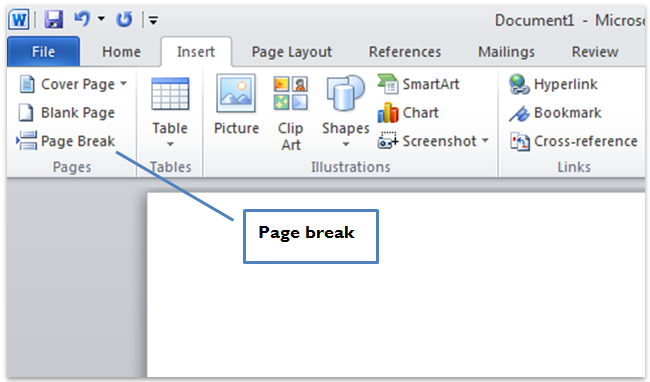 W Document1 - Microso
File Home Insert Page Layout References Mailings Review
Cover Page
Blank Page
Page Break
Pages
Table
Tables
Picture
Clip
Art
Shapes
SmartArt
Chart
Screenshot
Illustrations
Hyperlink
Bookmark
Cross-reference
Links
Page break